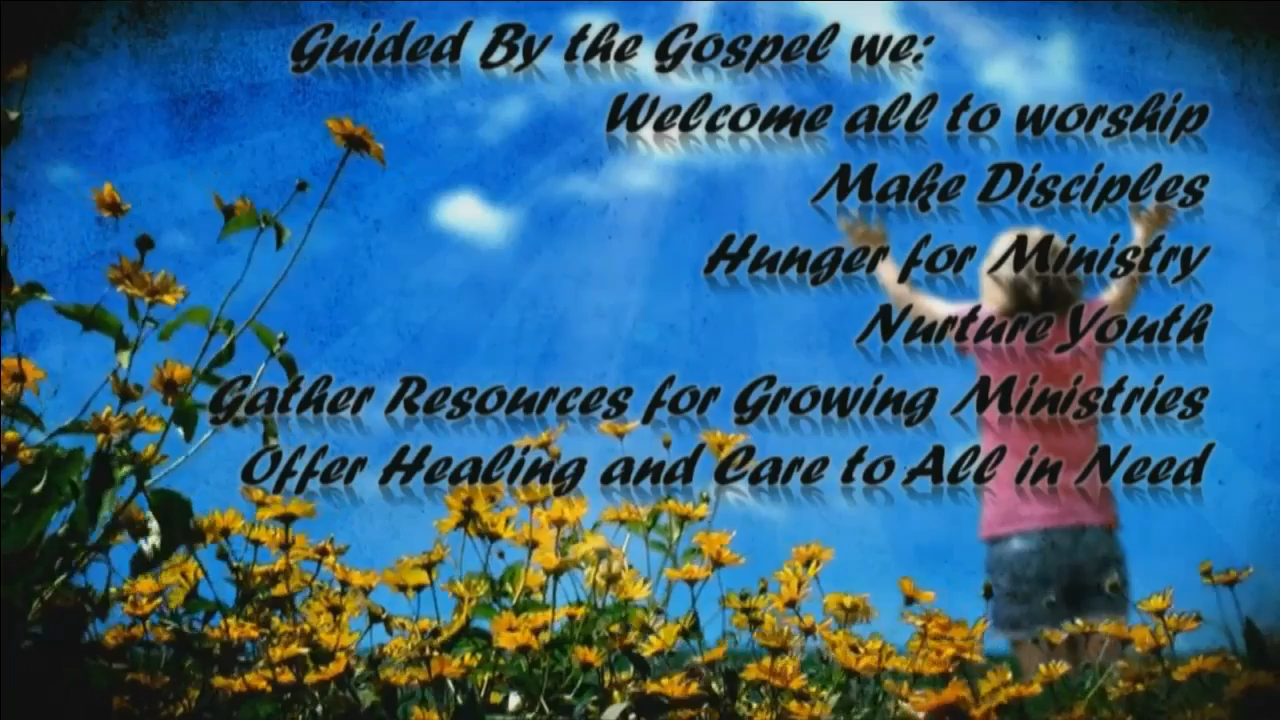 Guided By the Gospel we:
Welcome all to worship
Make Disciples
Hunger for Ministry
Nurture Youth
Gather Resources for Growing Ministries
Offer Healing and Care to All in Need